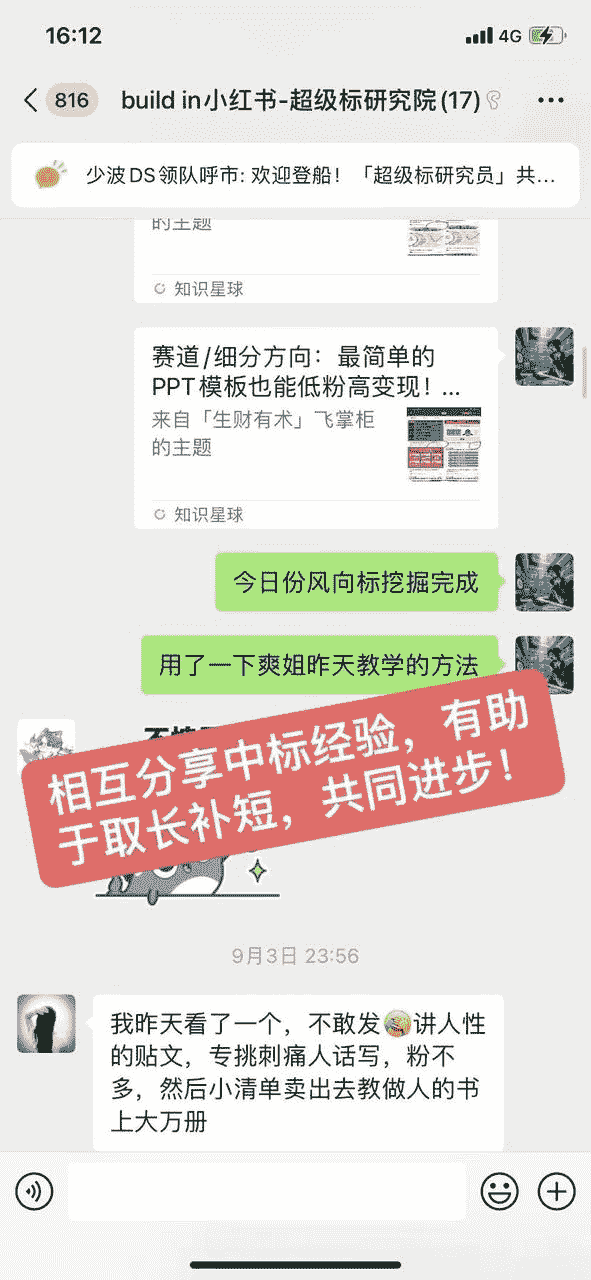 16:12
4G
816
build in小红书-超级标研究院(17)
少波DS领队呼市: 欢迎登船！「超级标研究员」共...
的主题
知识星球
赛道/细分方向：最简单的
PPT模板也能低粉高变现！...
来自「生财有术」飞掌柜
的主题
知识星球
今日份风向标挖掘完成
用了一下爽姐昨天教学的方法
相互分享中标经验，有助
于取长补短，共同进步！
9月3日 23:56
我昨天看了一个，不敢发讲人性
的贴文，专挑刺痛人话写，粉不
多，然后小清单卖出去教做人的书
上大万册